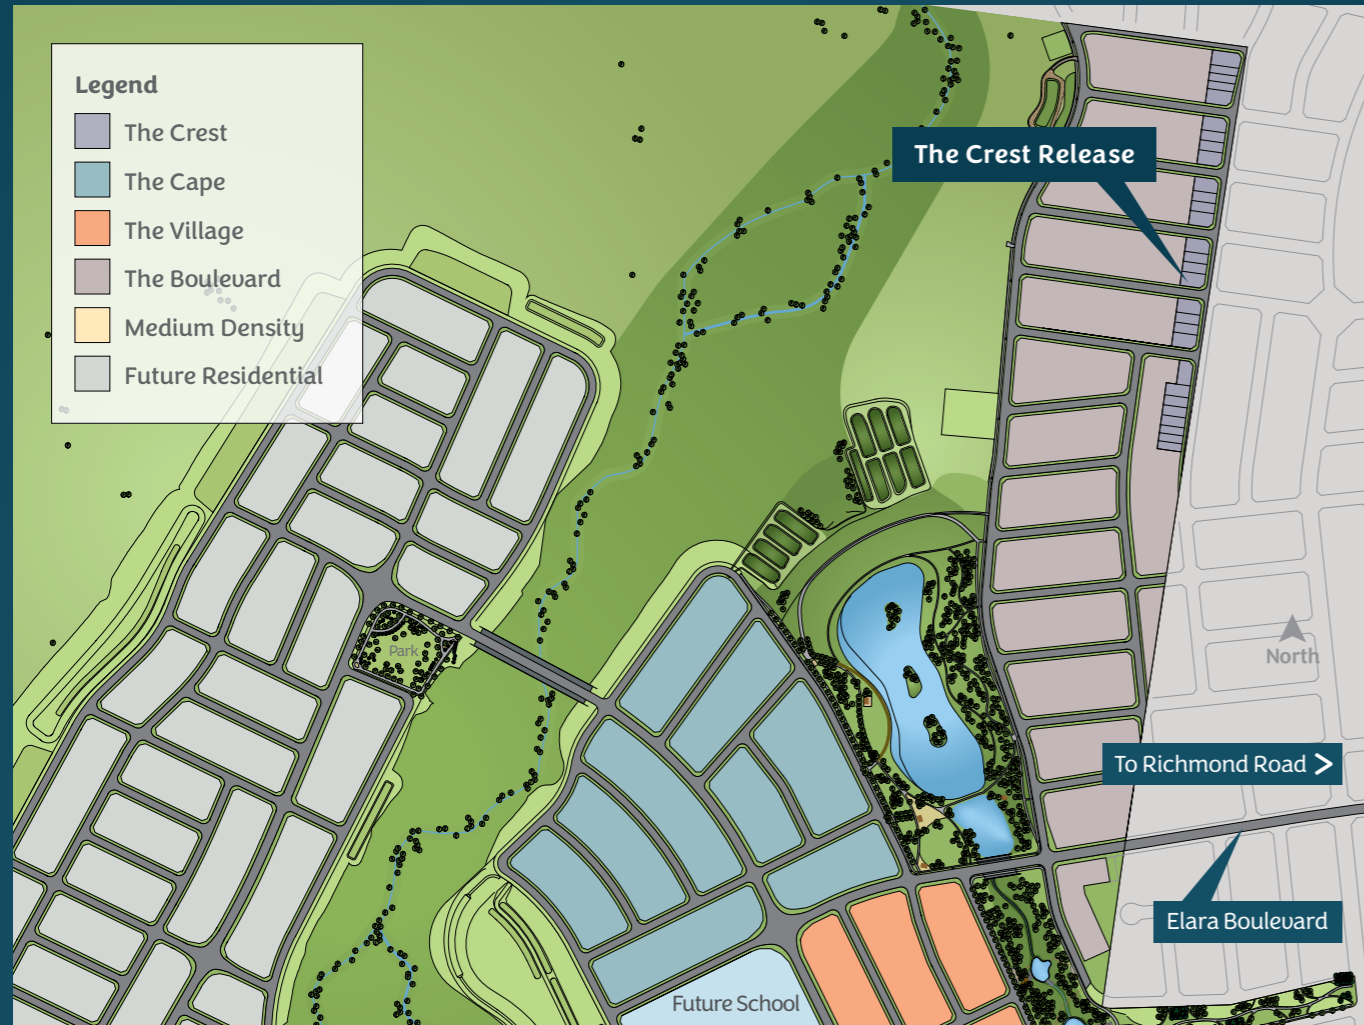 Legend
The Crest
The Cape
The Village
The Boulevard
Medium Density
Future Residential
The Crest Release
Park
North
To Richmond Road >
Elara Boulevard
Future School